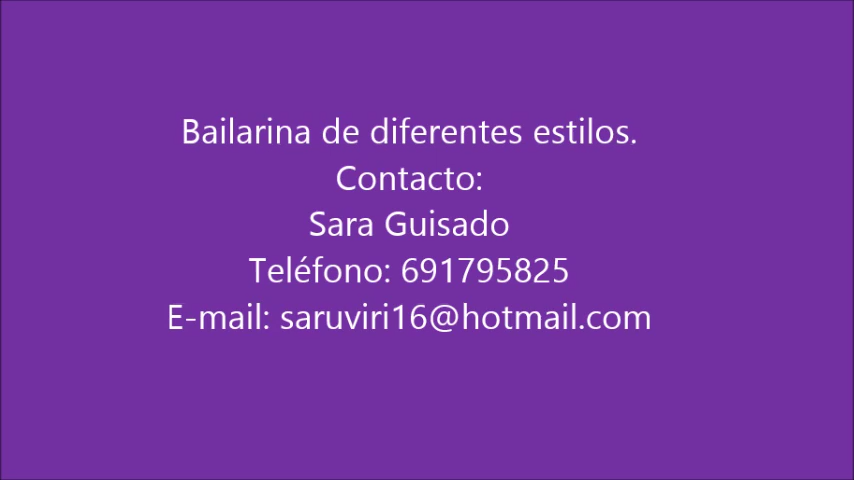 Bailarina de diferentes estilos.
Contacto:
Sara Guisado
Teléfono: 691795825
E-mail: saruviri16@hotmail.com